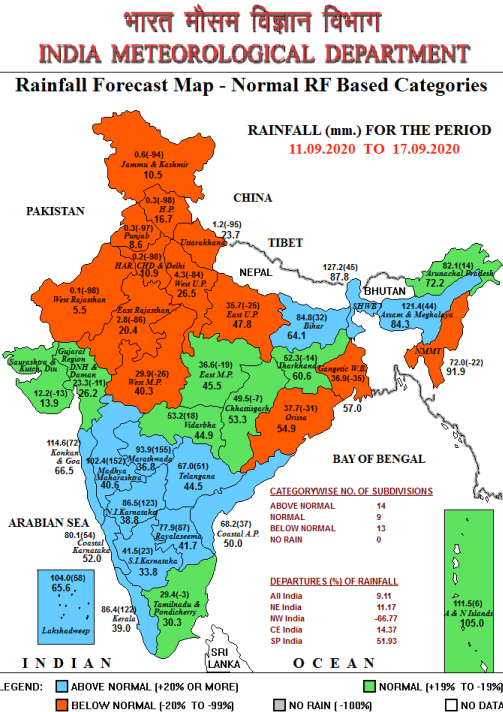 भारत मौसम विज्ञान विभाग
INDIA METEOROLOGICAL DEPARTMENT
Rainfall Forecast Map - Normal RF Based Categories
RAINFALL (mm.) FOR THE PERIOD
11.09.2020 TO 17.09.2020
0.6(-94)
Jammu & Kashmir
10.5
CHINA
0.3(-98)
H.P.
16.7
PAKISTAN
0.3(-97)
Punjab
8.6
1.2(-95)
23.7
Uttarakhand
TIBET
0.2(-98)
HAR. CHD & Delhi
10.9
4.3(-84)
West U.P.
26.5
NEPAL
127.2(45)
87.8
BHUTAN
82.1(14)
Arunachal Pradesh
72.2
0.1(-98)
West Rajasthan
5.5
East Rajasthan
2.8(-86)
20.4
35.7(-25)
East U.P.
47.8
84.8(32)
Bihar
64.1
SHWB
121.4(44)
Assam & Meghalaya
84.3
Gujarat
Region
DNH &
Daman
23.3(-11)
26.2
Saurashtra &
Kutch, Diu
12.2(-13)
13.9
29.9(-26)
West M.P.
40.3
36.6(-19)
East M.P.
45.5
52.3(-14)
Jharkhand
60.6
Gangetic W.B.
36.9(-35)
57.0
NMMT
72.0(-22)
91.9
49.5(-7)
Chhattisgarh
53.3
53.2(18)
Vidarbha
44.9
37.7(-31)
Orissa
54.9
114.6(72)
Konkan
& Goa
66.5
102.4(152)
Madhya
Maharashtra
40.6
93.9(155)
Marathwada
36.8
67.0(51)
Telangana
44.5
BAY OF BENGAL
86.5(123)
N.I.Karnataka
38.8
ARABIAN SEA
80.1(54)
Coastal
Karnataka
52.0
77.9(87)
Rayalaseema
41.7
68.2(37)
Coastal A.P.
50.0
41.5(23)
S.I.Karnataka
33.8
CATEGORYWISE NO. OF SUBDIVISIONS
ABOVE NORMAL 14
NORMAL 9
BELOW NORMAL 13
NO RAIN 0
104.0(58)
65.6
Lakshadweep
86.4(122)
Kerala
39.0
29.4(-3)
Tamilnadu &
Pondicherry
30.3
DEPARTURES (%) OF RAINFALL
All India 9.11
NE India 11.17
NW India -66.77
CE India 14.37
SP India 51.93
111.5(6)
A & N Islands
105.0
SRI
LANKA
INDIAN OCEAN
LEGEND: ABOVE NORMAL (+20% OR MORE) NORMAL (+19% TO -19%)
BELOW NORMAL (-20% TO -99%) NO RAIN (-100%) NO DATA